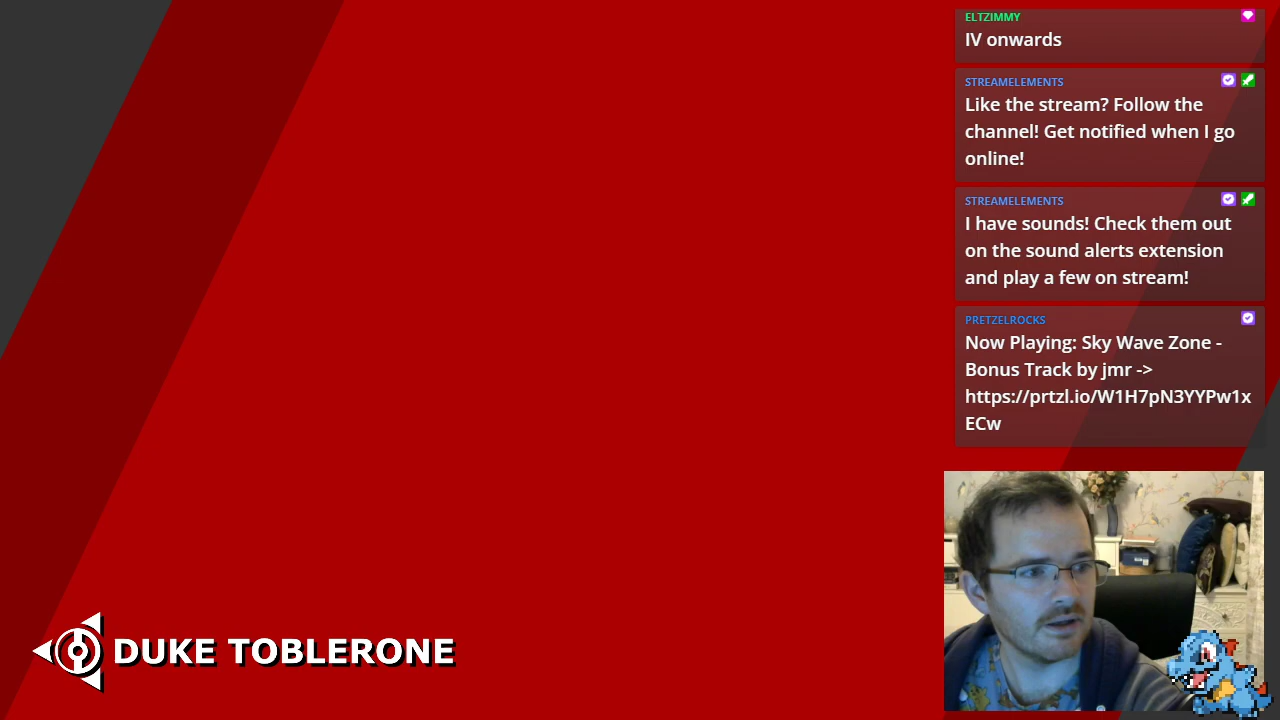 ELTZIMMY
IV onwards
STREAMELEMENTS
Like the stream? Follow the
channel! Get notified when I go
online!
STREAMELEMENTS
I have sounds! Check them out
on the sound alerts extension
and play a few on stream!
PRETZELROCKS
Now Playing: Sky Wave Zone -
Bonus Track by jmr ->
https://prtzl.io/W1H7pN3YYPw1x
ECw
DUKE TOBLERONE